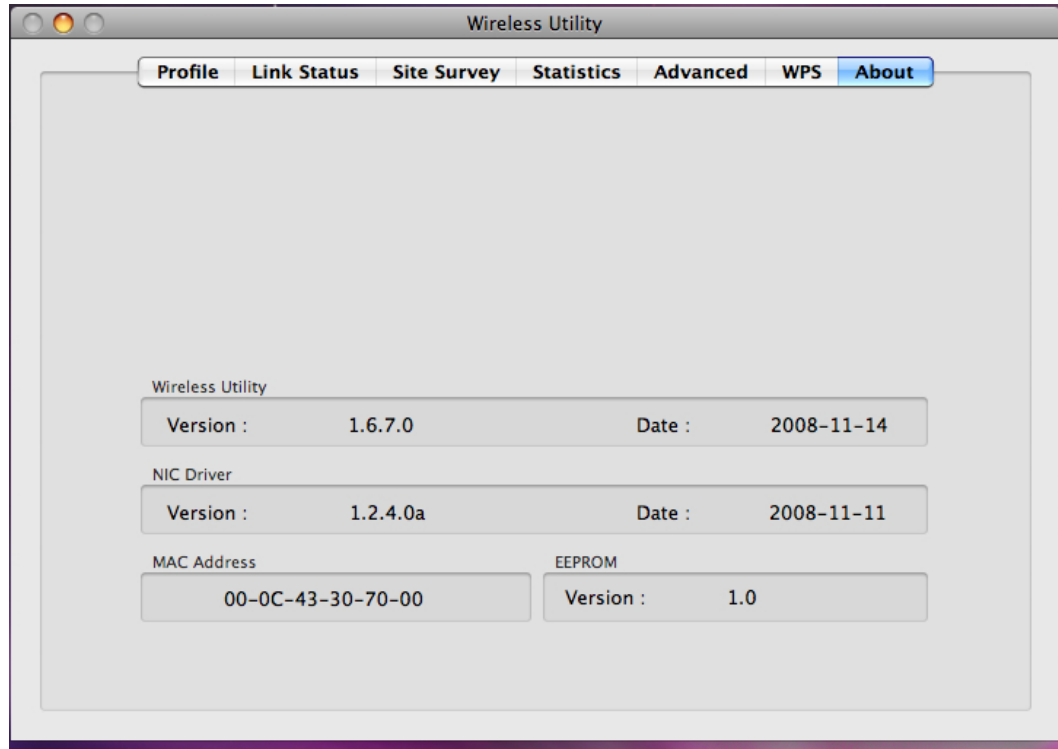 Wireless Utility
Profile Link Status Site Survey Statistics Advanced WPS About
Wireless Utility
Version : 1.6.7.0 Date : 2008-11-14
NIC Driver
Version : 1.2.4.0a Date : 2008-11-11
MAC Address EEPROM
00-0C-43-30-70-00 Version : 1.0